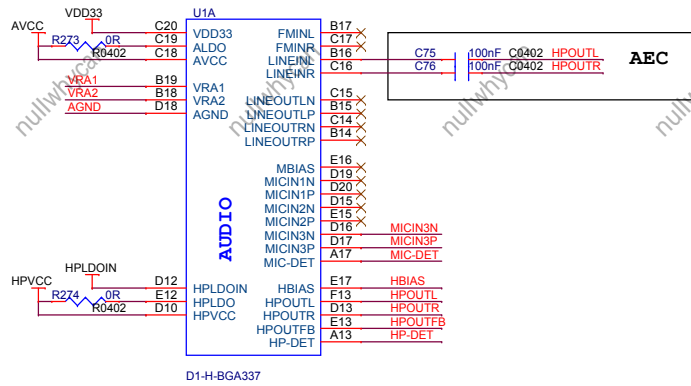 U1A
VDD33
AVCC
R273 0R
R0402
C20 VDD33
C19 ALDO
C18 AVCC
VRA1 B19 VRA1
VRA2 B18 VRA2
AGND D18 AGND
AUDIO
HPLDOIN
HPVCC
R274 0R
R0402
D12 HPLDOIN
E12 HPLDO
D10 HPVCC
FMINL B17
FMINR C17
LINEINL B16 C75 100nF C0402 HPOUTL
LINEINR C16 C76 100nF C0402 HPOUTR
AEC
LINEOUTLN C15
LINEOUTLP B15
LINEOUTRN C14
LINEOUTRP B14
MBIAS E16
MICIN1N D19
MICIN1P D20
MICIN2N D15
MICIN2P E15
MICIN3N D16 MICIN3N
MICIN3P D17 MICIN3P
MIC-DET A17 MIC-DET
HBIAS E17 HBIAS
HPOUTL F13 HPOUTL
HPOUTR D13 HPOUTR
HPOUTFB E13 HPOUTFB
HP-DET A13 HP-DET
D1-H-BGA337